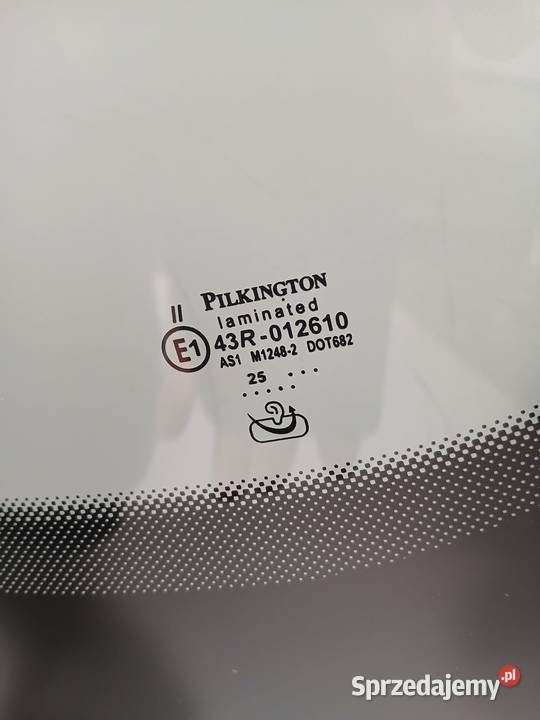 PILKINGTON
II
laminated
E1 43R-012610
AS1 M1248-2 DOT682
25 . . .
. . . . .
Sprzedajemy.pl